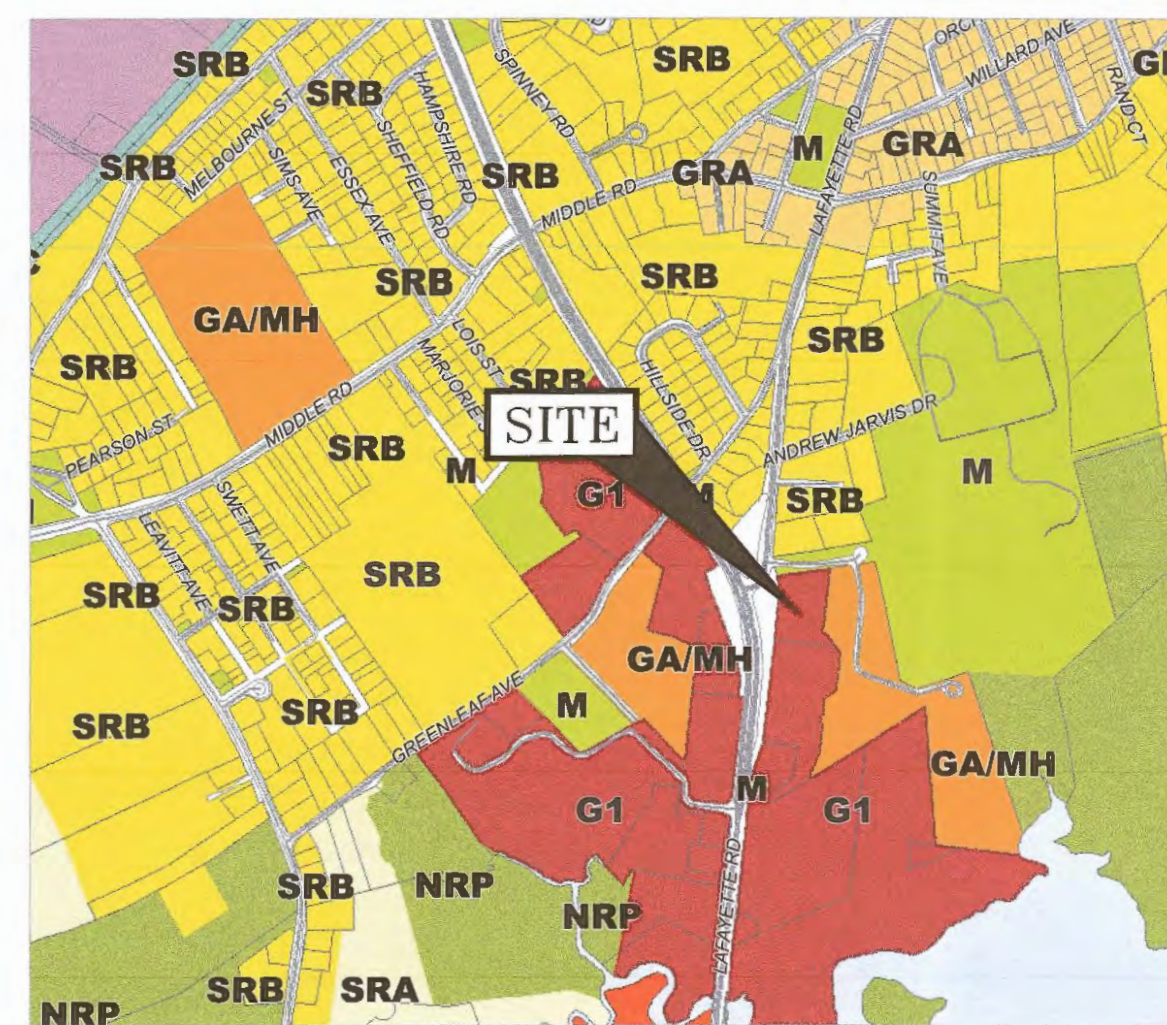 SRB
SRB
SRB
ORC
WILLARD AVE
SPINNEY RD
HAMPSHIRE RD
RAND CT
SHEFFIELD RD
MELBOURNE ST
LAFAYETTE RD
M
GRA
SRB
SIMS AVE
ESSEX AVE
SRB
GRA
MIDDLE RD
SUMMIT AVE
SRB
SRB
GA/MH
LOIS ST
SRB
SRB
MARJORIE S
HILLSIDE DR
SRB
SITE
ANDREW JARVIS DR
MIDDLE RD
PEARSON ST
SRB
M
M
G1
SRB
SWETT AVE
LEAVITT AVE
SRB
SRB
SRB
GA/MH
GREENLEAF AVE
M
SRB
SRB
GA/MH
M
G1
G1
LAFAYETTE RD
SRB
NRP
NRP
SRB
SRA
NRP